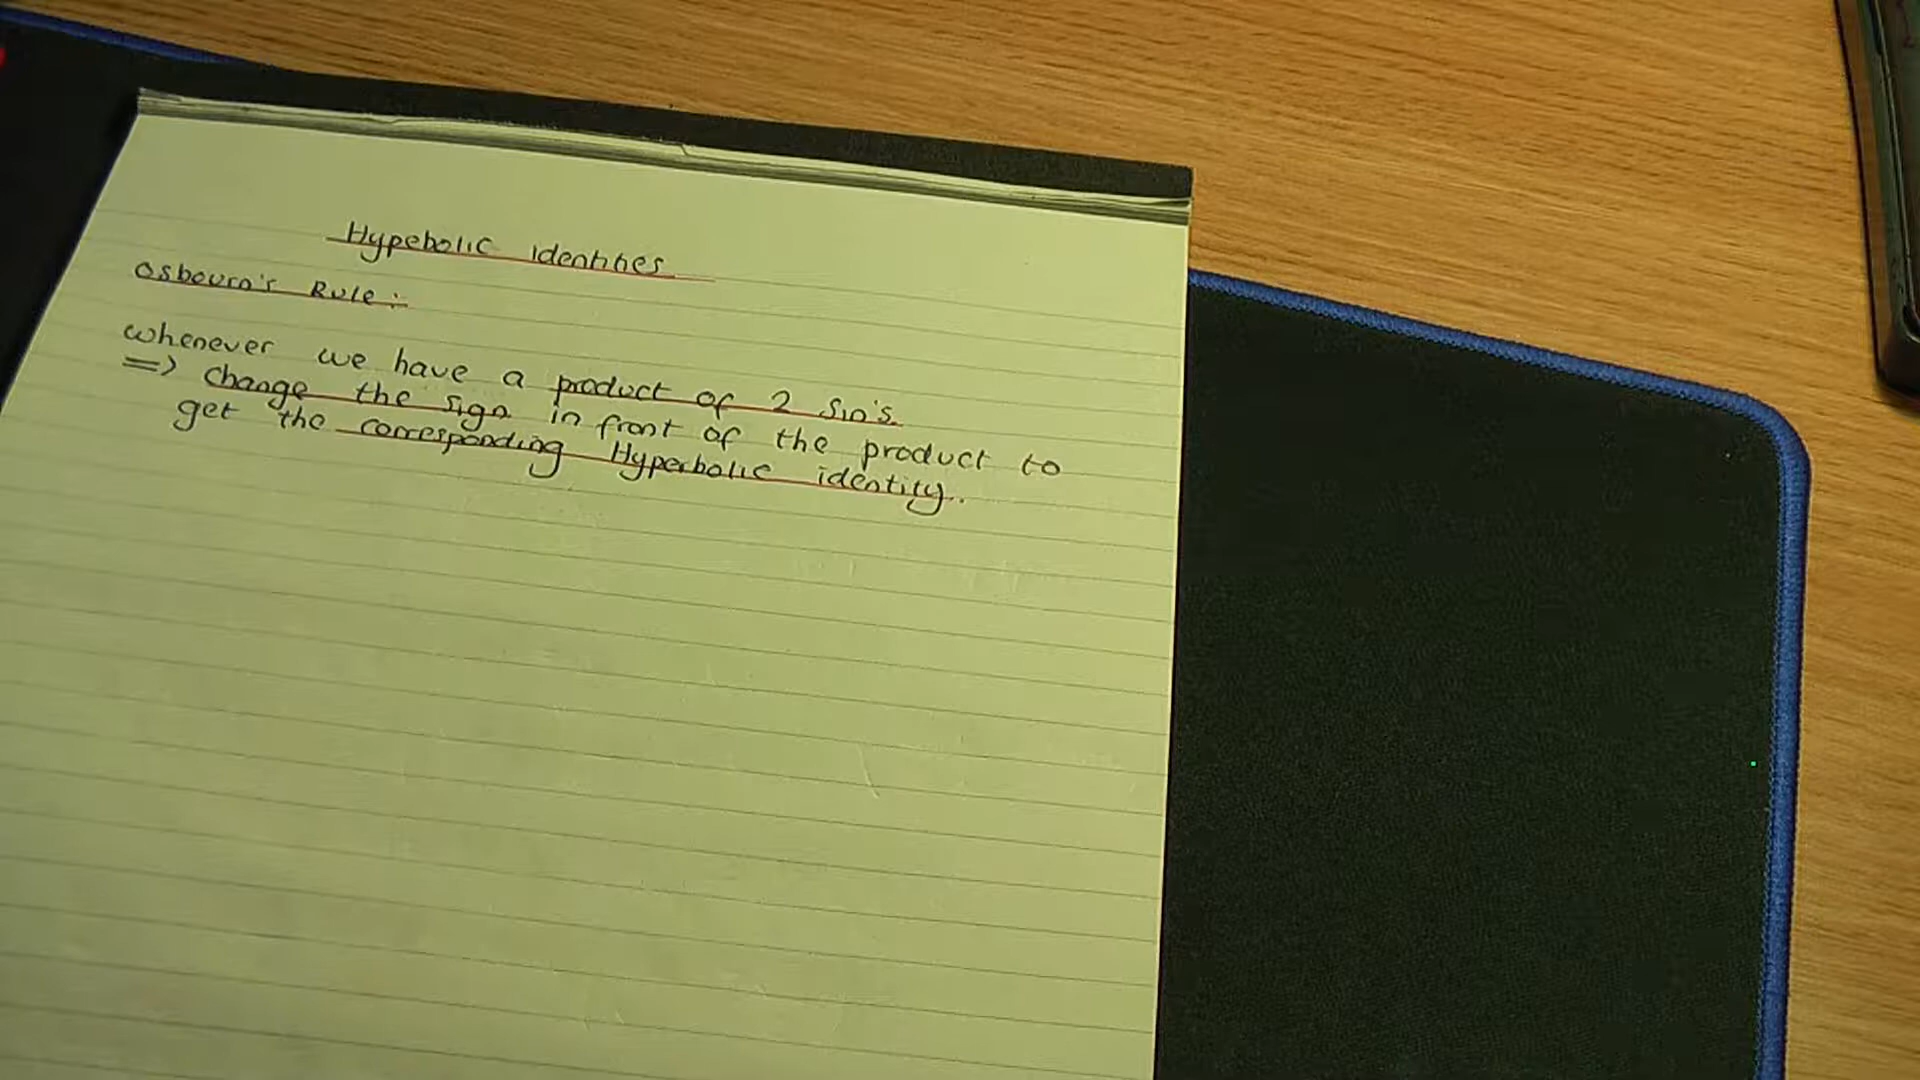 Hypebolic Identities
Osbourn's Rule :-
whenever we have a product of 2 Sin's.
=> change the sign in front of the product to
get the corresponding Hyperbolic identity.